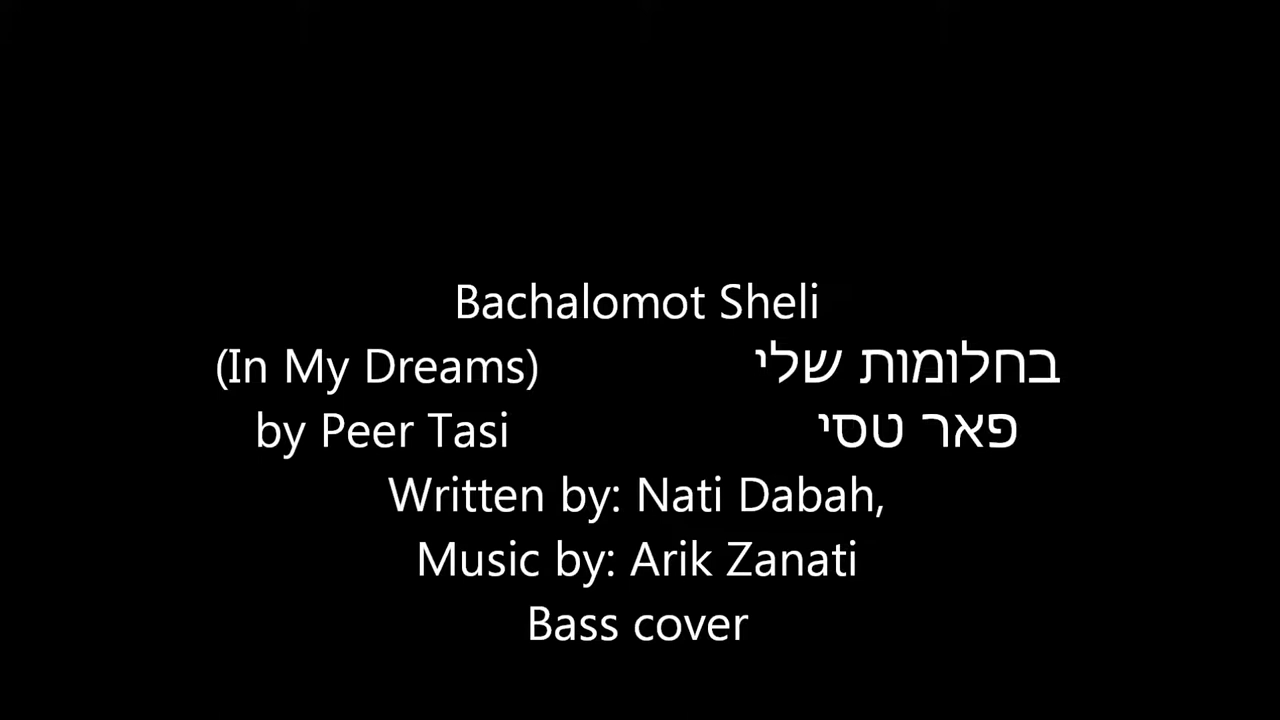 Bachalomot Sheli
(In My Dreams) בחלומות שלי
by Peer Tasi פאר טסי
Written by: Nati Dabah,
Music by: Arik Zanati
Bass cover